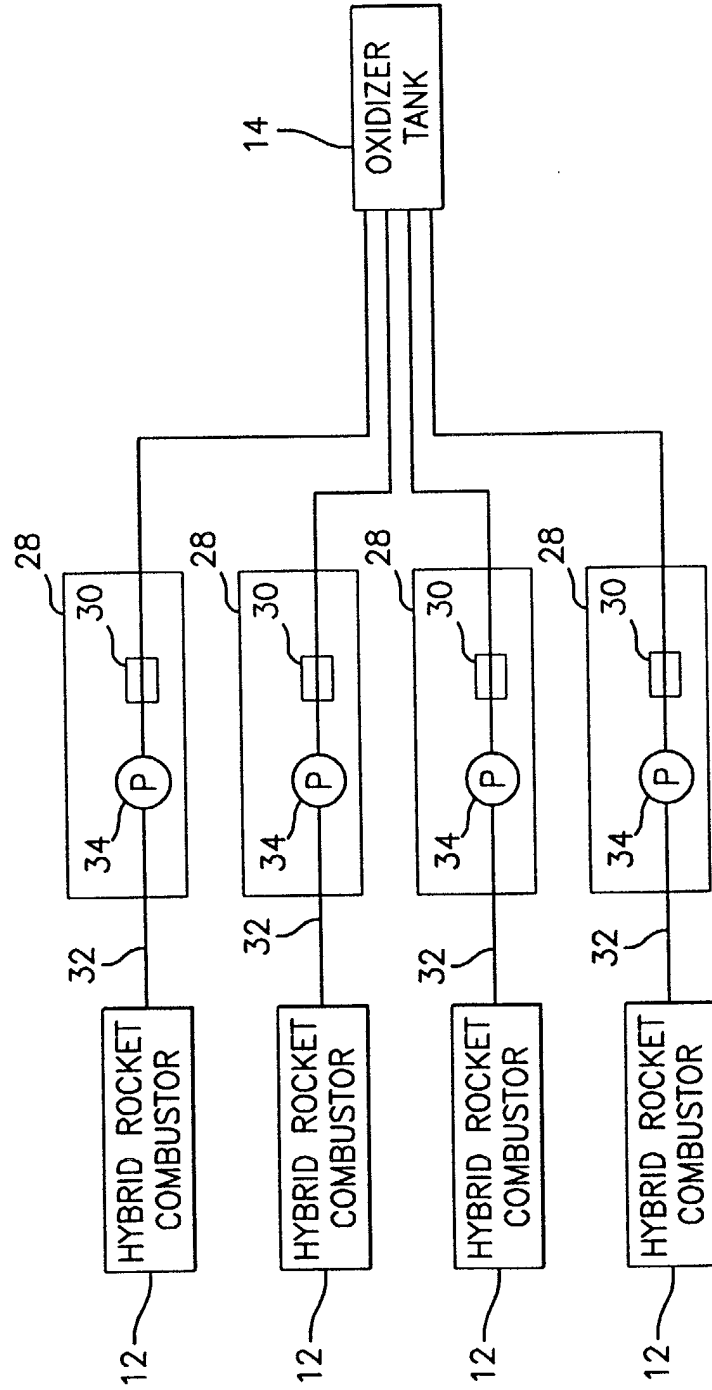 14
OXIDIZER
TANK
28
30
P
34
32
HYBRID ROCKET
COMBUSTOR
12
28
30
P
34
32
HYBRID ROCKET
COMBUSTOR
12
28
30
P
34
32
HYBRID ROCKET
COMBUSTOR
12
28
30
P
34
32
HYBRID ROCKET
COMBUSTOR
12